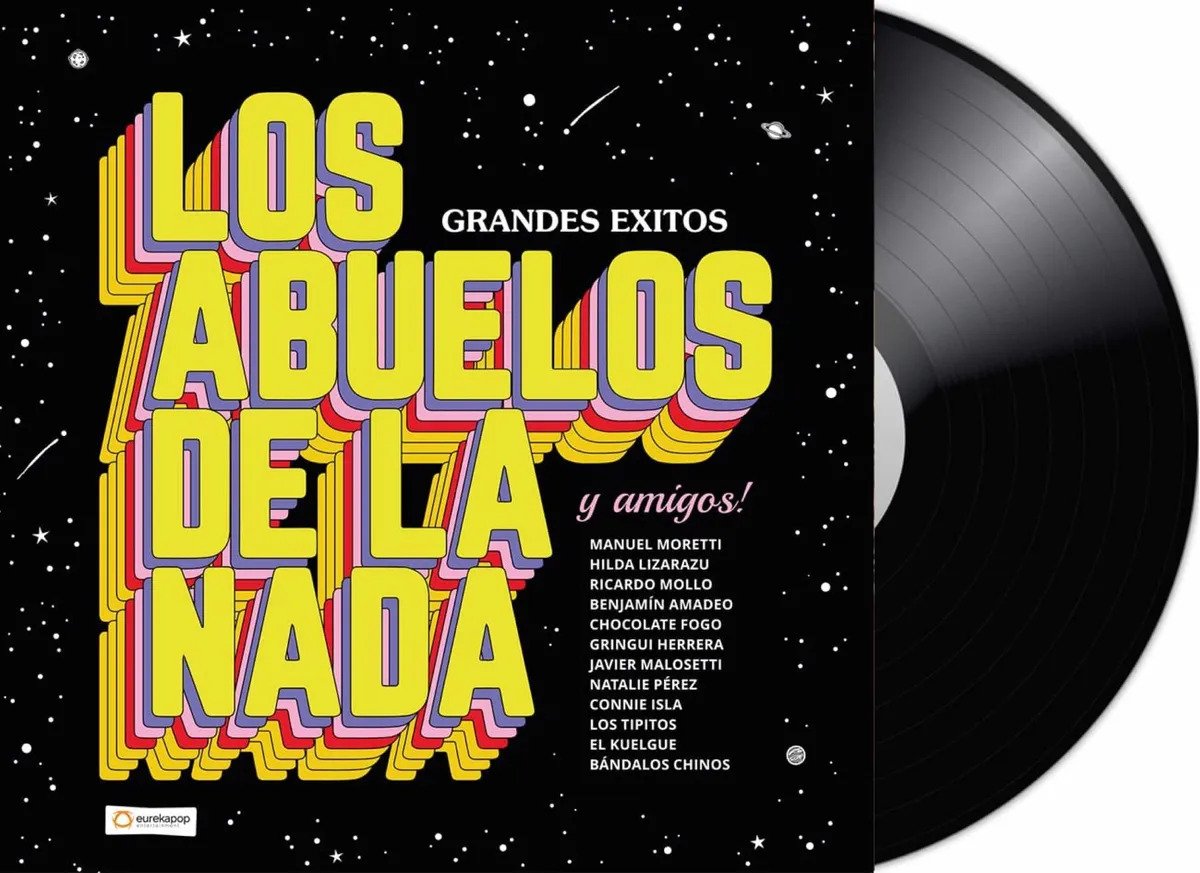 LOS
GRANDES EXITOS
ABUELOS
DE LA
NADA
y amigos!
MANUEL MORETTI
HILDA LIZARAZU
RICARDO MOLLO
BENJAMÍN AMADEO
CHOCOLATE FOGO
GRINGUI HERRERA
JAVIER MALOSETTI
NATALIE PÉREZ
CONNIE ISLA
LOS TIPITOS
EL KUELGUE
BÁNDALOS CHINOS
eurekapop
entertainment